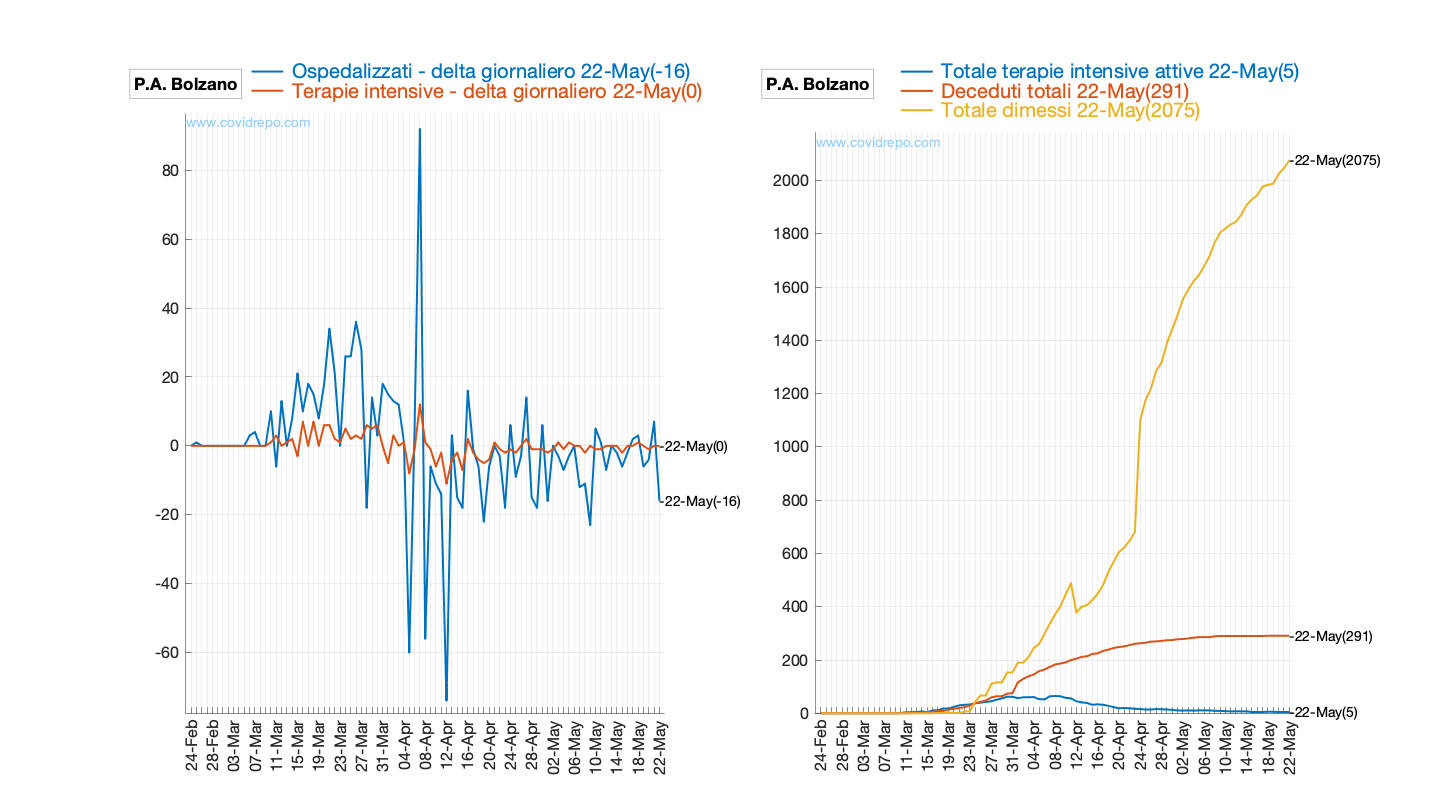 P.A. Bolzano
Ospedalizzati - delta giornaliero 22-May(-16)
Terapie intensive - delta giornaliero 22-May(0)
www.covidrepo.com
80
60
40
20
0
-20
-40
-60
22-May(0)
22-May(-16)
24-Feb
28-Feb
03-Mar
07-Mar
11-Mar
15-Mar
19-Mar
23-Mar
27-Mar
31-Mar
04-Apr
08-Apr
12-Apr
16-Apr
20-Apr
24-Apr
28-Apr
02-May
06-May
10-May
14-May
18-May
22-May
P.A. Bolzano
Totale terapie intensive attive 22-May(5)
Deceduti totali 22-May(291)
Totale dimessi 22-May(2075)
www.covidrepo.com
2000
1800
1600
1400
1200
1000
800
600
400
200
0
22-May(2075)
22-May(291)
22-May(5)
24-Feb
28-Feb
03-Mar
07-Mar
11-Mar
15-Mar
19-Mar
23-Mar
27-Mar
31-Mar
04-Apr
08-Apr
12-Apr
16-Apr
20-Apr
24-Apr
28-Apr
02-May
06-May
10-May
14-May
18-May
22-May